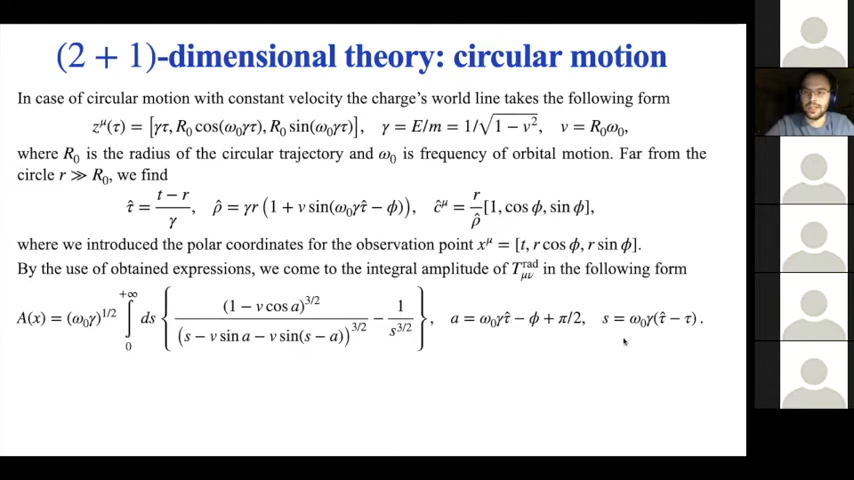 (2 + 1)-dimensional theory: circular motion
In case of circular motion with constant velocity the charge's world line takes the following form
z^μ(τ) = [γτ, R₀ cos(ω₀γτ), R₀ sin(ω₀γτ)], γ = E/m = 1/√(1 − v²), v = R₀ω₀,
where R₀ is the radius of the circular trajectory and ω₀ is frequency of orbital motion. Far from the
circle r ≫ R₀, we find
τ̂ = (t − r)/γ, ρ̂ = γr (1 + v sin(ω₀γτ̂ − ϕ)), ĉ^μ = r/ρ̂ [1, cos ϕ, sin ϕ],
where we introduced the polar coordinates for the observation point x^μ = [t, r cos ϕ, r sin ϕ].
By the use of obtained expressions, we come to the integral amplitude of T^rad_μν in the following form
A(x) = (ω₀γ)^1/2 ∫₀^+∞ ds { (1 − v cos a)^3/2 / (s − v sin a − v sin(s − a))^3/2 − 1/s^3/2 }, a = ω₀γτ̂ − ϕ + π/2, s = ω₀γ(τ̂ − τ).